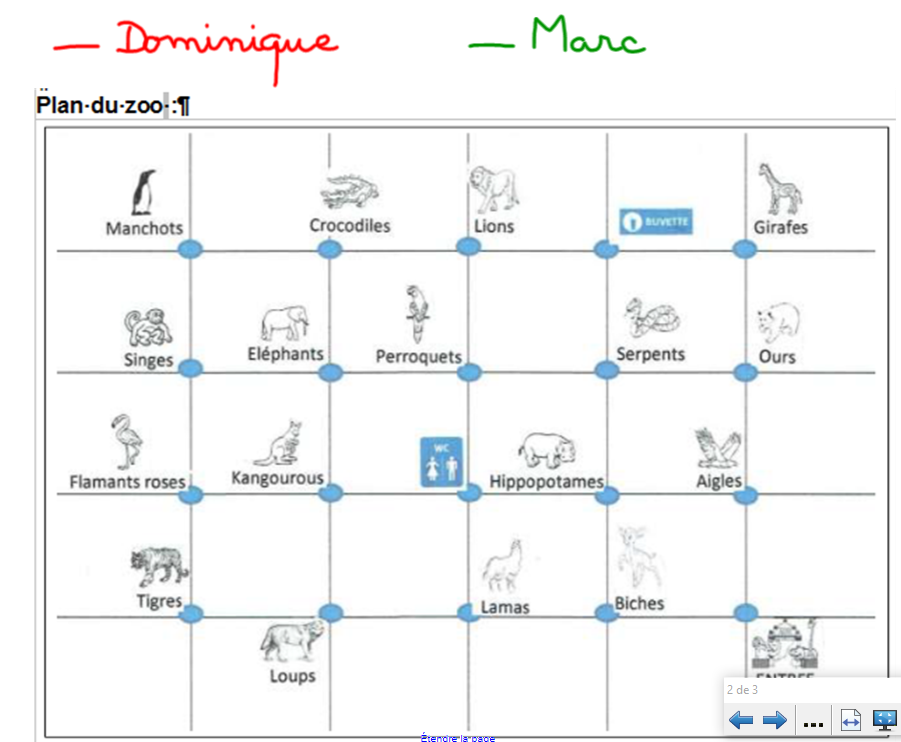 — Dominique — Marc
Plan·du·zoo·:¶
Manchots Crocodiles Lions BUVETTE Girafes
Singes Eléphants Perroquets Serpents Ours
Flamants roses Kangourous WC Hippopotames Aigles
Tigres Lamas Biches
Loups ENTREE
2 de 3
...
Étendre la page